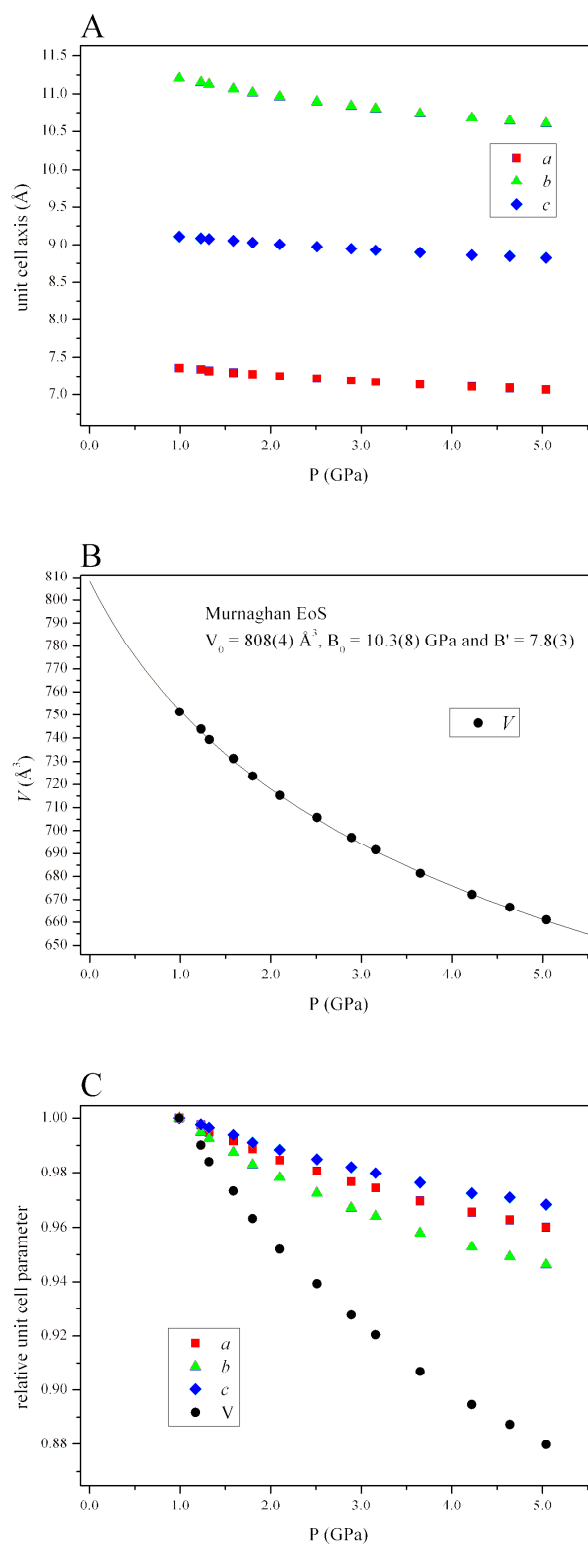 A
11.5
11.0
10.5
10.0
9.5
9.0
8.5
8.0
7.5
7.0
unit cell axis (Å)
a
b
c
0.0 1.0 2.0 3.0 4.0 5.0
P (GPa)
B
810
800
790
780
770
760
750
740
730
720
710
700
690
680
670
660
650
V (Å³)
Murnaghan EoS
V₀ = 808(4) Å³, B₀ = 10.3(8) GPa and B' = 7.8(3)
V
0.0 1.0 2.0 3.0 4.0 5.0
P (GPa)
C
1.00
0.98
0.96
0.94
0.92
0.90
0.88
relative unit cell parameter
a
b
c
V
0.0 1.0 2.0 3.0 4.0 5.0
P (GPa)